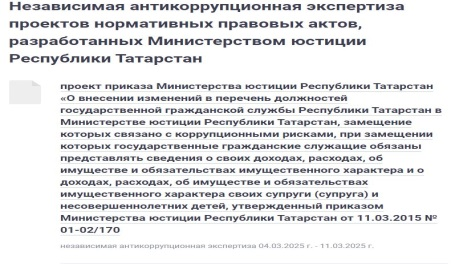 Независимая антикоррупционная экспертиза
проектов нормативных правовых актов,
разработанных Министерством юстиции
Республики Татарстан
проект приказа Министерства юстиции Республики Татарстан
«О внесении изменений в перечень должностей
государственной гражданской службы Республики Татарстан в
Министерстве юстиции Республики Татарстан, замещение
которых связано с коррупционными рисками, при замещении
которых государственные гражданские служащие обязаны
представлять сведения о своих доходах, расходах, об
имуществе и обязательствах имущественного характера и о
доходах, расходах, об имуществе и обязательствах
имущественного характера своих супруги (супруга) и
несовершеннолетних детей, утвержденный приказом
Министерства юстиции Республики Татарстан от 11.03.2015 №
01-02/170
независимая антикоррупционная экспертиза 04.03.2025 г. - 11.03.2025 г.